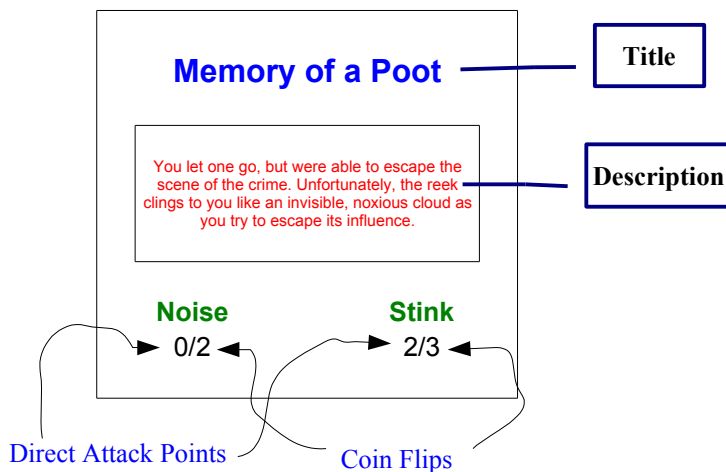 Memory of a Poot
Title
You let one go, but were able to escape the
scene of the crime. Unfortunately, the reek
clings to you like an invisible, noxious cloud as
you try to escape its influence.
Description
Noise
Stink
0/2
2/3
Direct Attack Points
Coin Flips